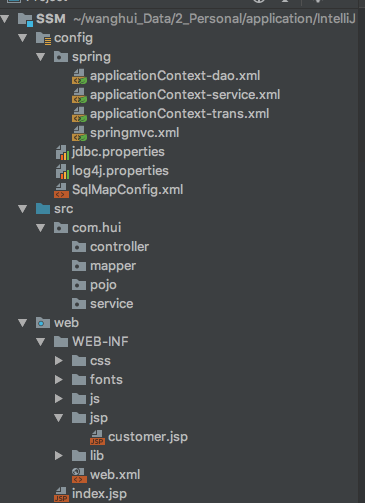 SSM ~/wanghui_Data/2_Personal/application/IntelliJ
config
spring
applicationContext-dao.xml
applicationContext-service.xml
applicationContext-trans.xml
springmvc.xml
jdbc.properties
log4j.properties
SqlMapConfig.xml
src
com.hui
controller
mapper
pojo
service
web
WEB-INF
css
fonts
js
jsp
customer.jsp
lib
web.xml
index.jsp